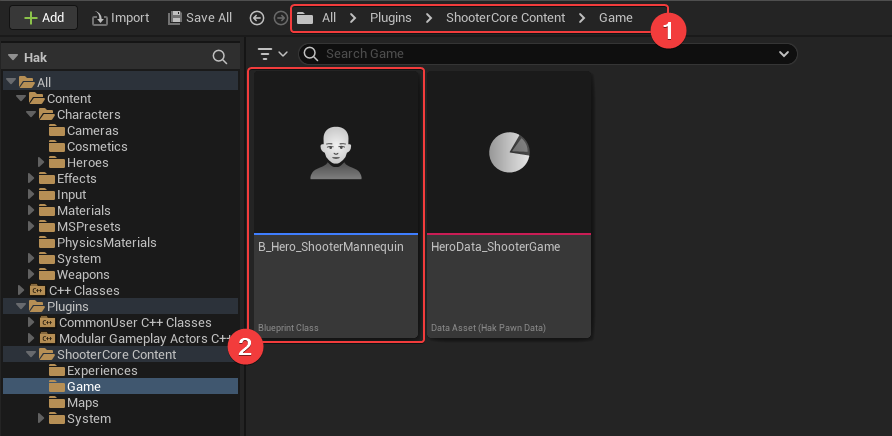 Add Import Save All All > Plugins > ShooterCore Content > Game
1
Hak
Search Game
All
Content
Characters
Cameras
Cosmetics
Heroes
Effects
Input
Materials
MSPresets
PhysicsMaterials
System
Weapons
C++ Classes
Plugins
CommonUser C++ Classes
Modular Gameplay Actors C++
ShooterCore Content
Experiences
Game
Maps
System
B_Hero_ShooterMannequin
Blueprint Class
2
HeroData_ShooterGame
Data Asset (Hak Pawn Data)